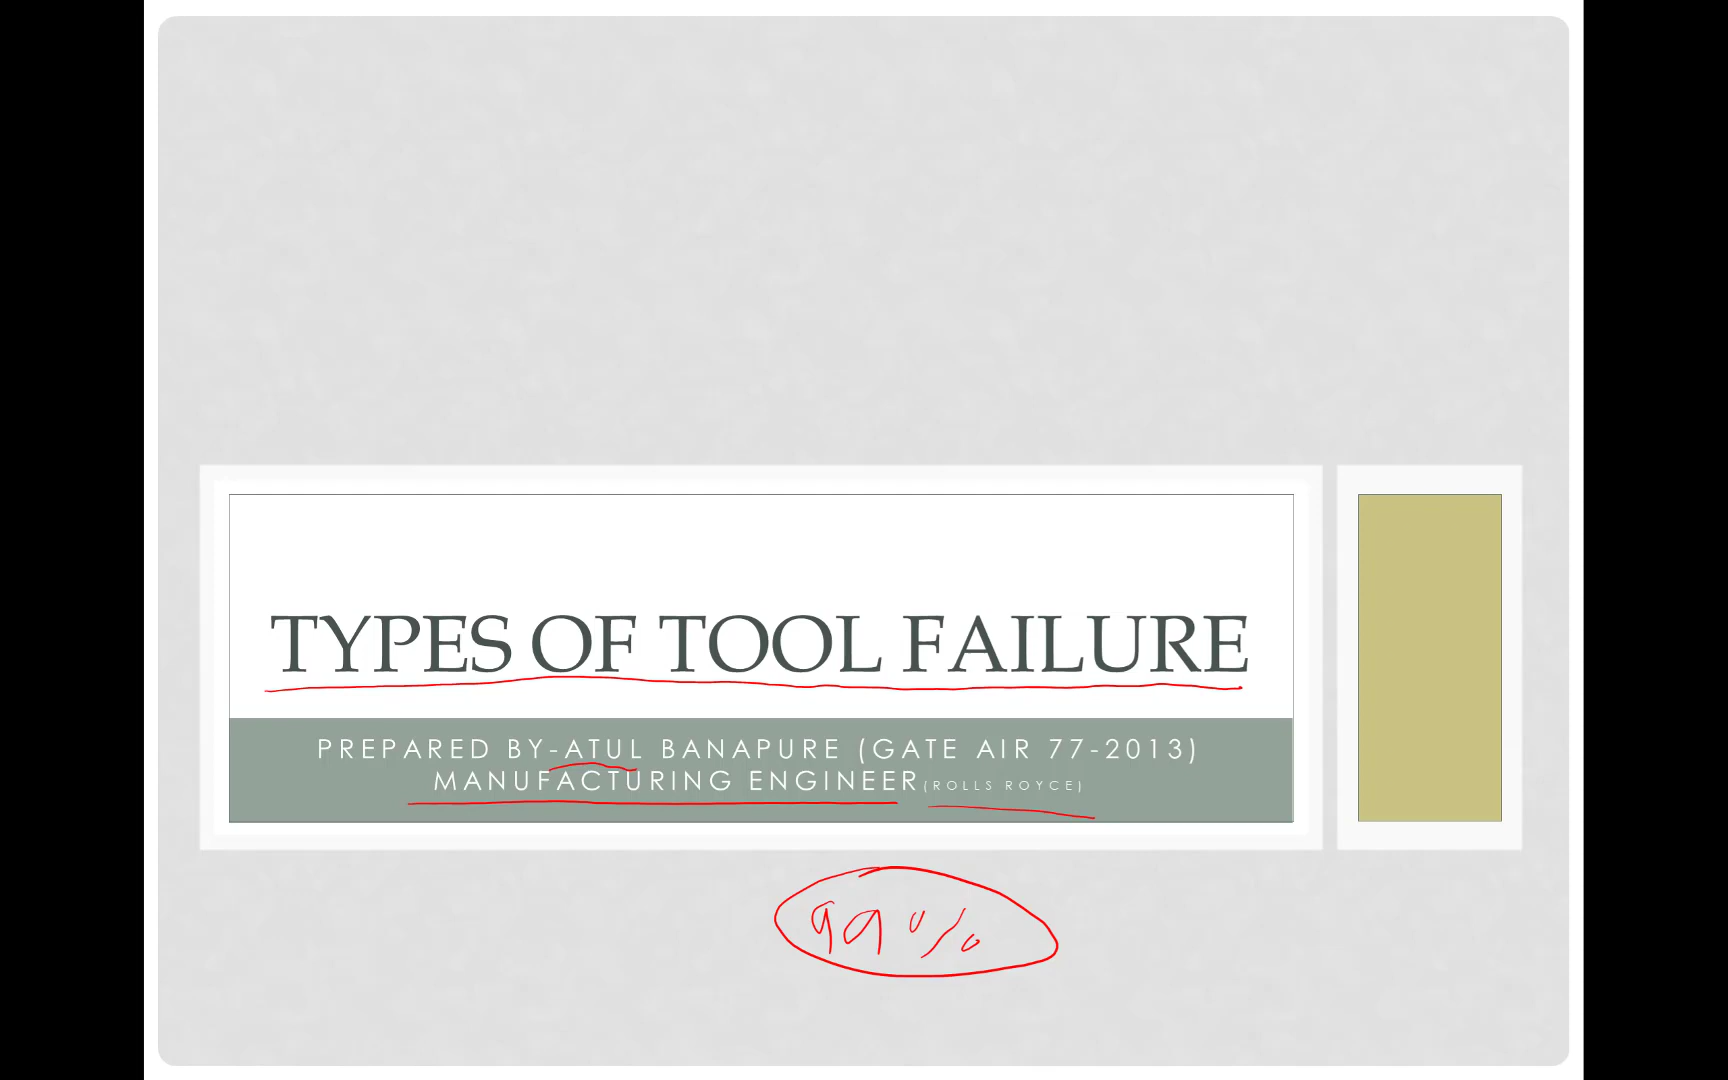 TYPES OF TOOL FAILURE
PREPARED BY-ATUL BANAPURE (GATE AIR 77-2013)
MANUFACTURING ENGINEER(ROLLS ROYCE)
99%